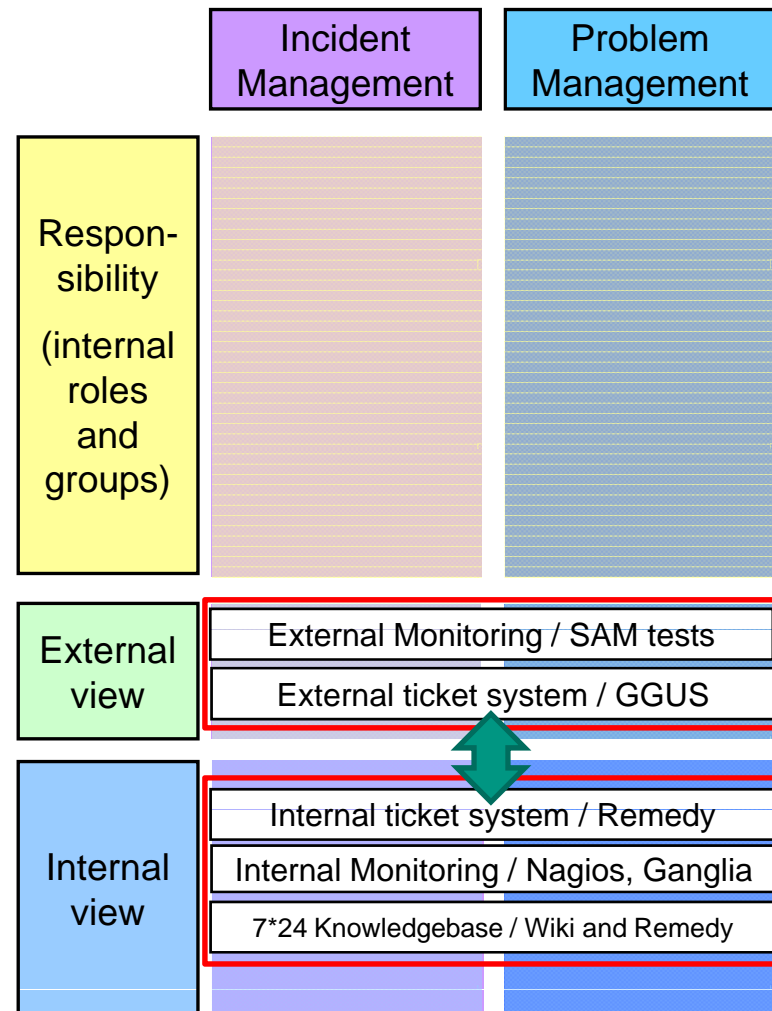 Incident
Management
Problem
Management
Respon-
sibility
(internal
roles
and
groups)
External
view
External Monitoring / SAM tests
External ticket system / GGUS
Internal
view
Internal ticket system / Remedy
Internal Monitoring / Nagios, Ganglia
7*24 Knowledgebase / Wiki and Remedy